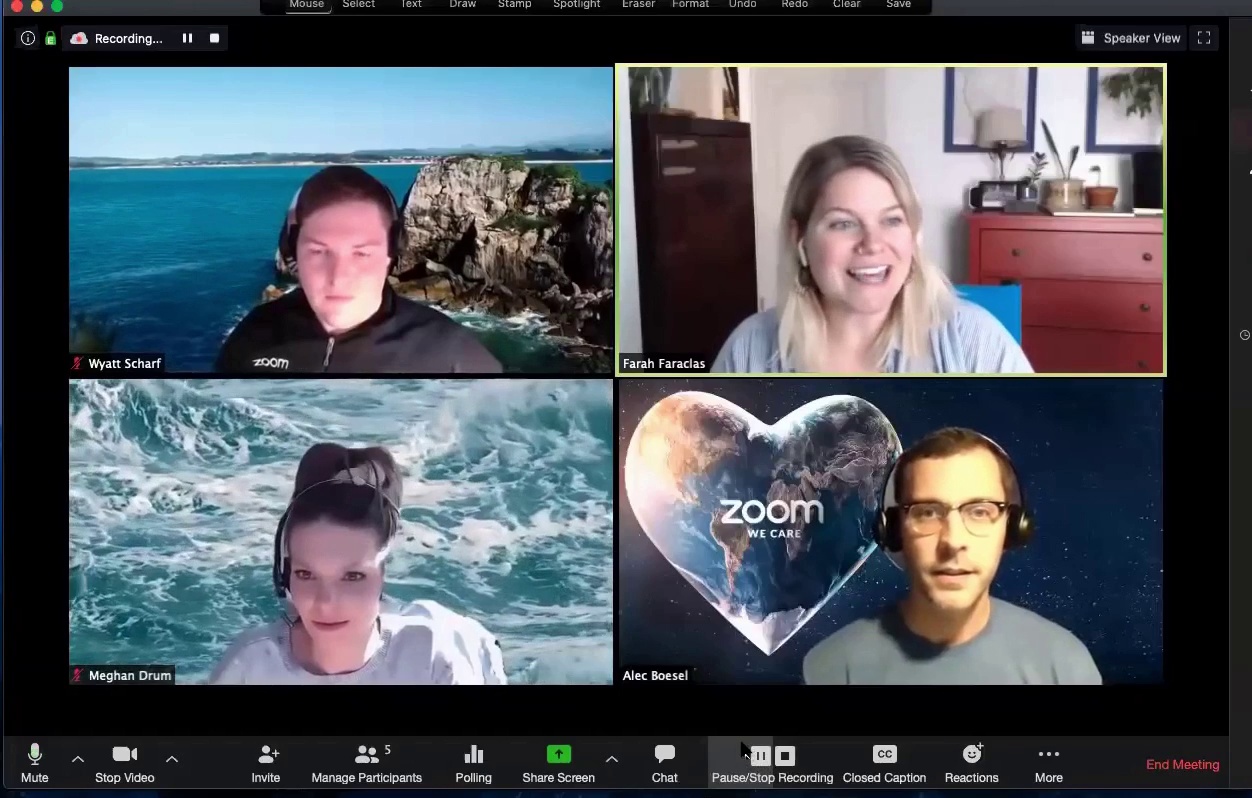 Mouse Select Text Draw Stamp Spotlight Eraser Format Undo Redo Clear Save
Recording...
Speaker View
zoom
Wyatt Scharf
Farah Faraclas
zoom
WE CARE
Meghan Drum
Alec Boesel
5
CC
Mute Stop Video Invite Manage Participants Polling Share Screen Chat Pause/Stop Recording Closed Caption Reactions More End Meeting